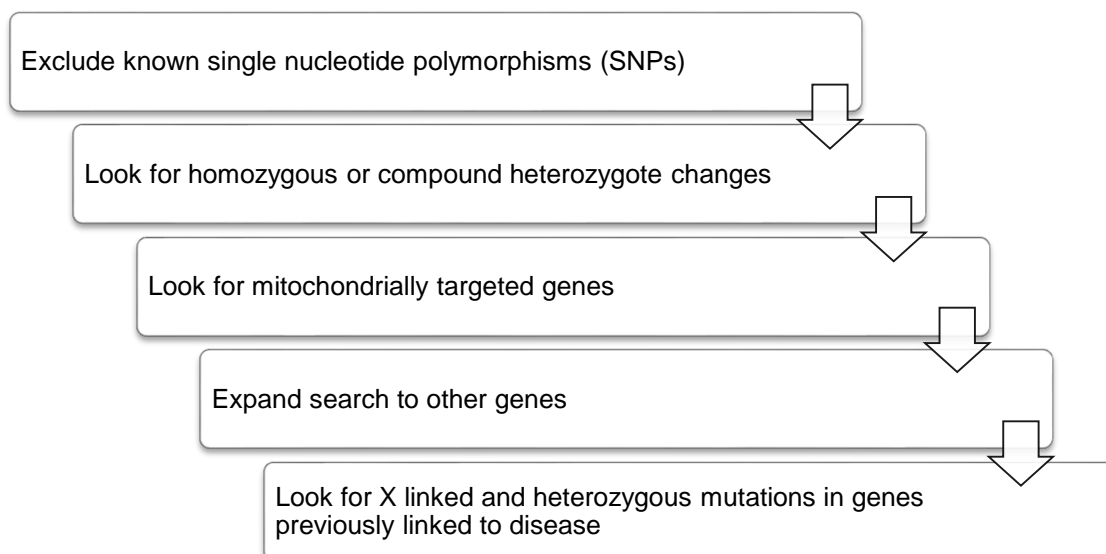 Exclude known single nucleotide polymorphisms (SNPs)
Look for homozygous or compound heterozygote changes
Look for mitochondrially targeted genes
Expand search to other genes
Look for X linked and heterozygous mutations in genes
previously linked to disease